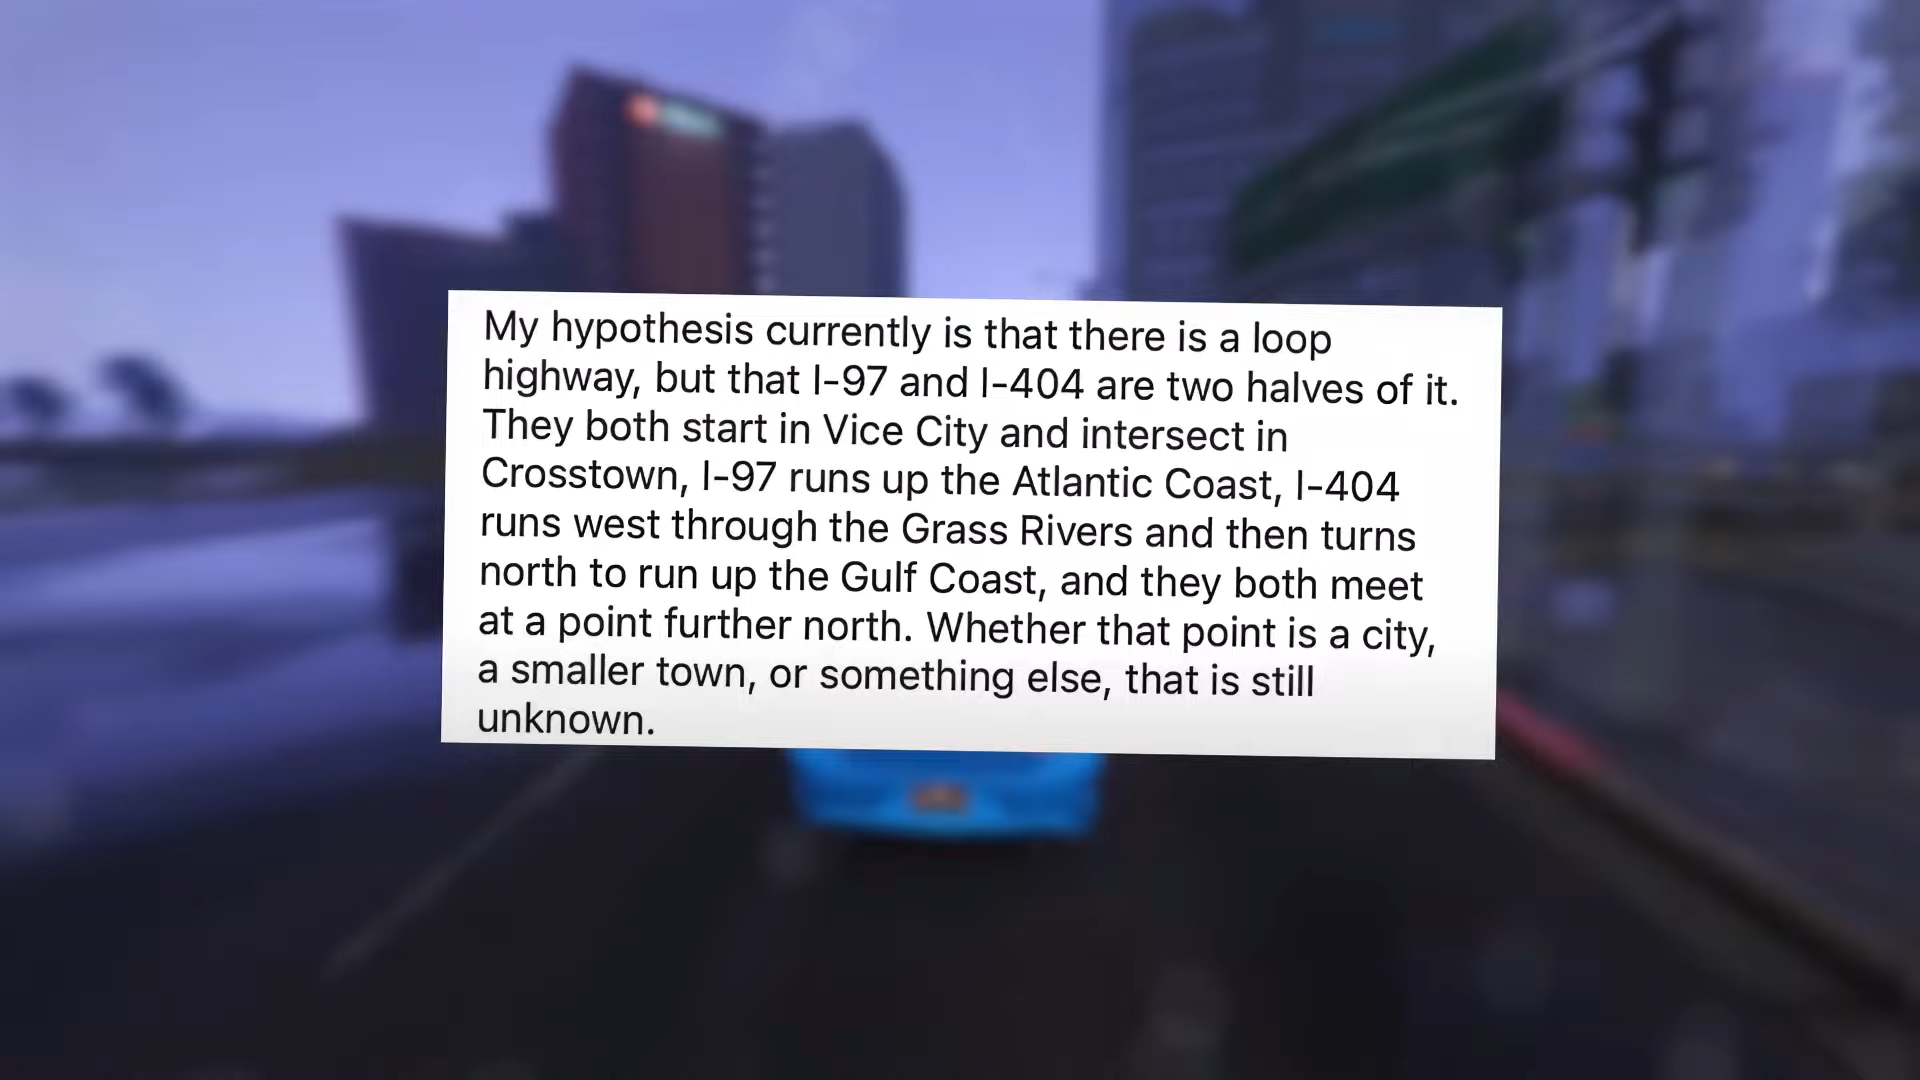 My hypothesis currently is that there is a loop
highway, but that I-97 and I-404 are two halves of it.
They both start in Vice City and intersect in
Crosstown, I-97 runs up the Atlantic Coast, I-404
runs west through the Grass Rivers and then turns
north to run up the Gulf Coast, and they both meet
at a point further north. Whether that point is a city,
a smaller town, or something else, that is still
unknown.